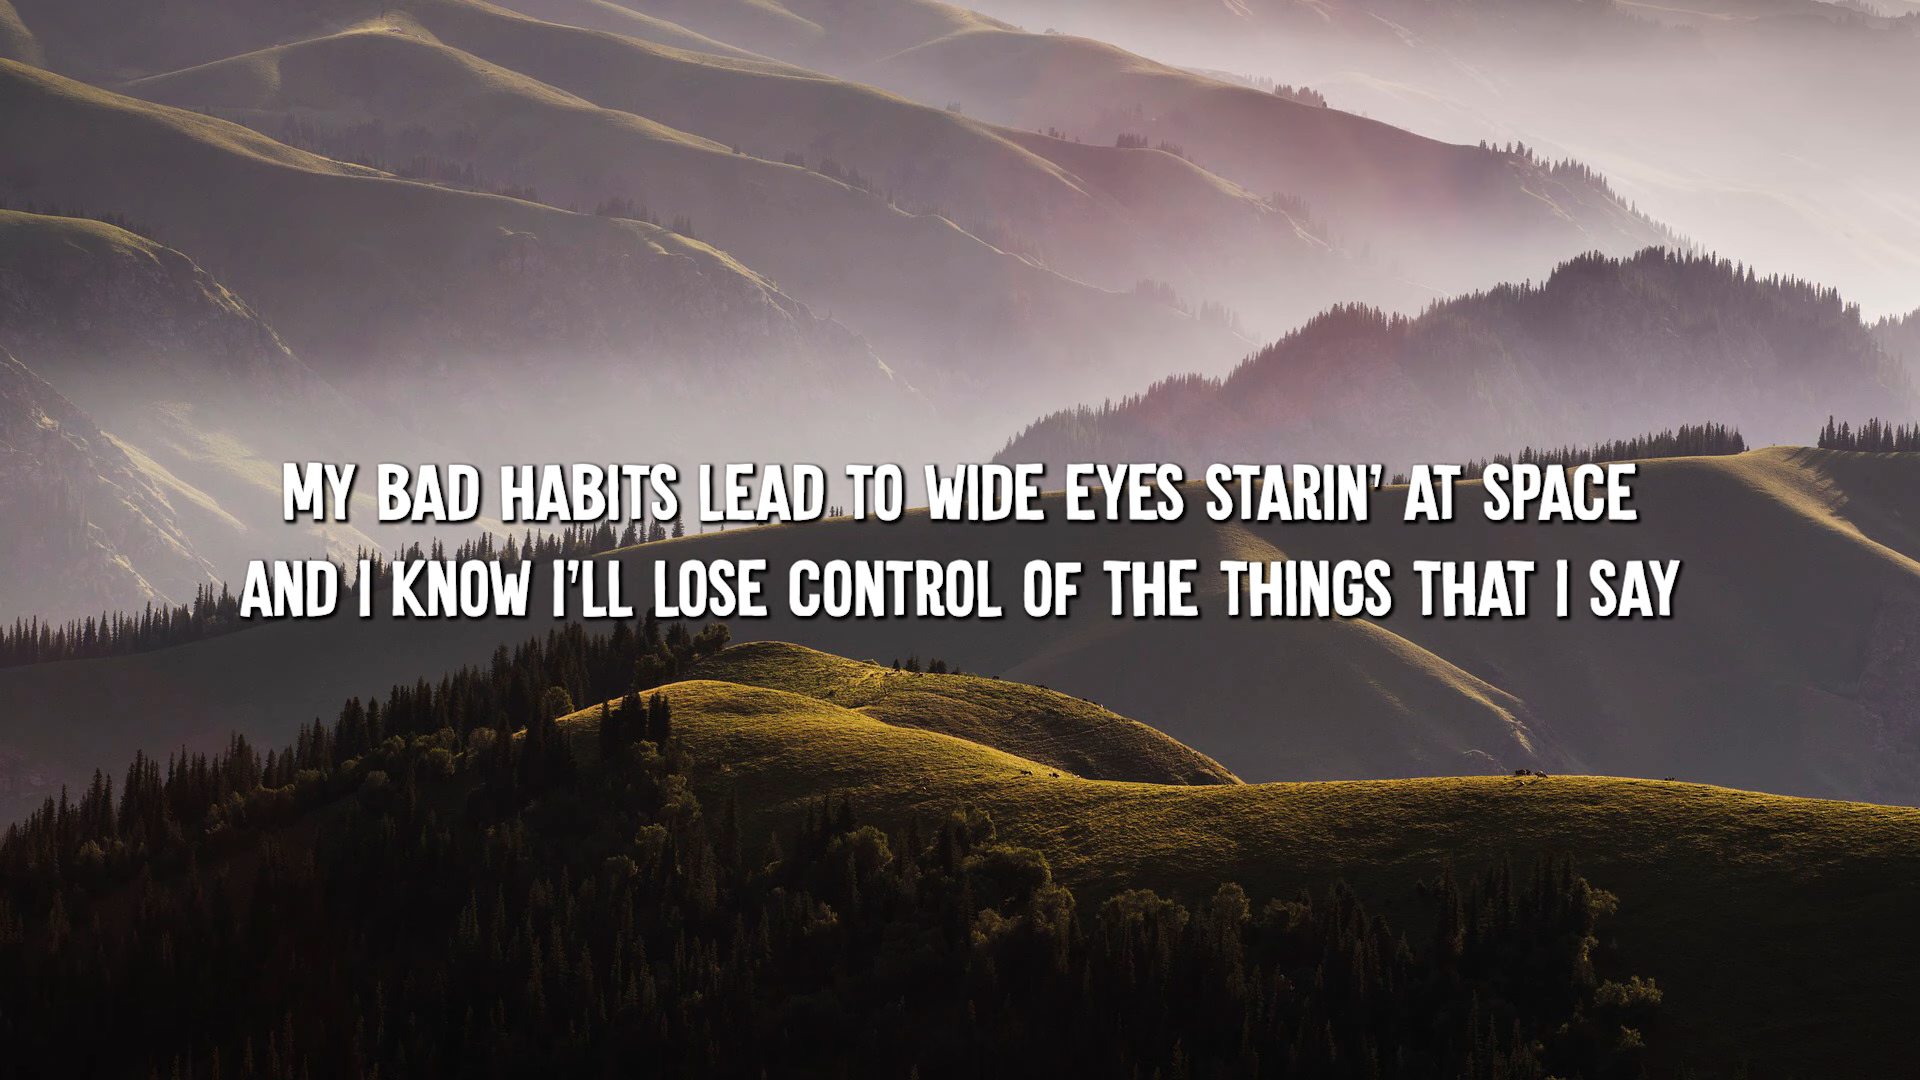 MY BAD HABITS LEAD TO WIDE EYES STARIN' AT SPACE
AND I KNOW I'LL LOSE CONTROL OF THE THINGS THAT I SAY